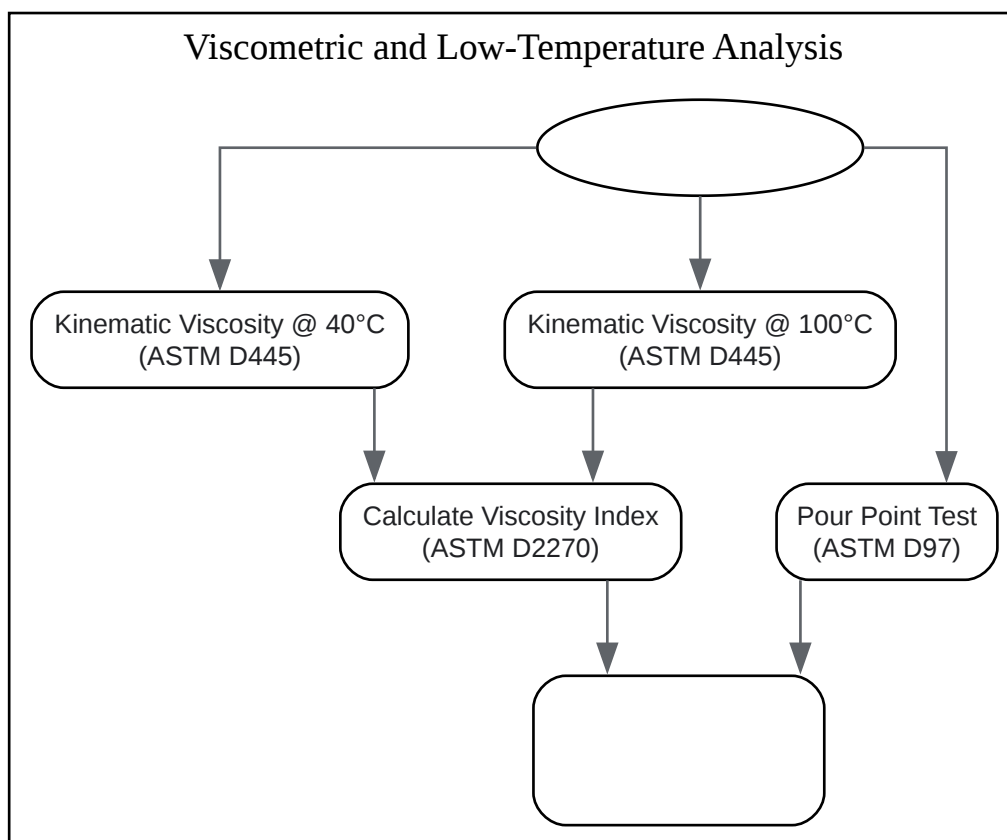 Viscometric and Low-Temperature Analysis
Kinematic Viscosity @ 40°C
(ASTM D445)
Kinematic Viscosity @ 100°C
(ASTM D445)
Calculate Viscosity Index
(ASTM D2270)
Pour Point Test
(ASTM D97)